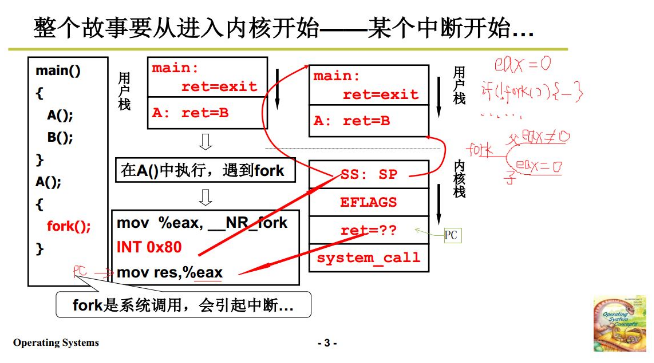 整个故事要从进入内核开始——某个中断开始…
main()
{
A();
B();
}
A();
{
fork();
}
用户栈
main:
ret=exit
A: ret=B
在A()中执行，遇到fork
mov %eax, __NR_fork
INT 0x80
mov res,%eax
PC
fork是系统调用，会引起中断…
main:
ret=exit
A: ret=B
用户栈
SS: SP
EFLAGS
ret=??
system_call
内核栈
PC
eax=0
if(!fork()){—}
......
fork
父 eax≠0
子 eax=0
Operating System Concepts
Operating Systems
- 3 -